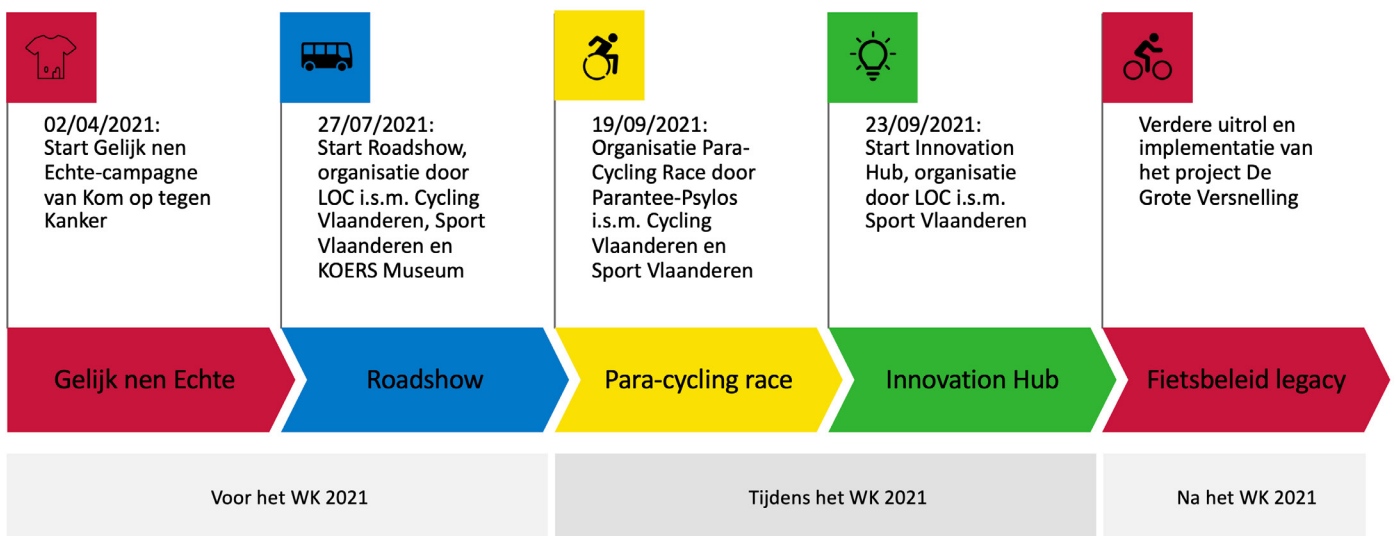 02/04/2021:
Start Gelijk nen
Echte-campagne
van Kom op tegen
Kanker
27/07/2021:
Start Roadshow,
organisatie door
LOC i.s.m. Cycling
Vlaanderen, Sport
Vlaanderen en
KOERS Museum
19/09/2021:
Organisatie Para-
Cycling Race door
Parantee-Psylos
i.s.m. Cycling
Vlaanderen en
Sport Vlaanderen
23/09/2021:
Start Innovation
Hub, organisatie
door LOC i.s.m.
Sport Vlaanderen
Verdere uitrol en
implementatie van
het project De
Grote Versnelling
Gelijk nen Echte
Roadshow
Para-cycling race
Innovation Hub
Fietsbeleid legacy
Voor het WK 2021
Tijdens het WK 2021
Na het WK 2021